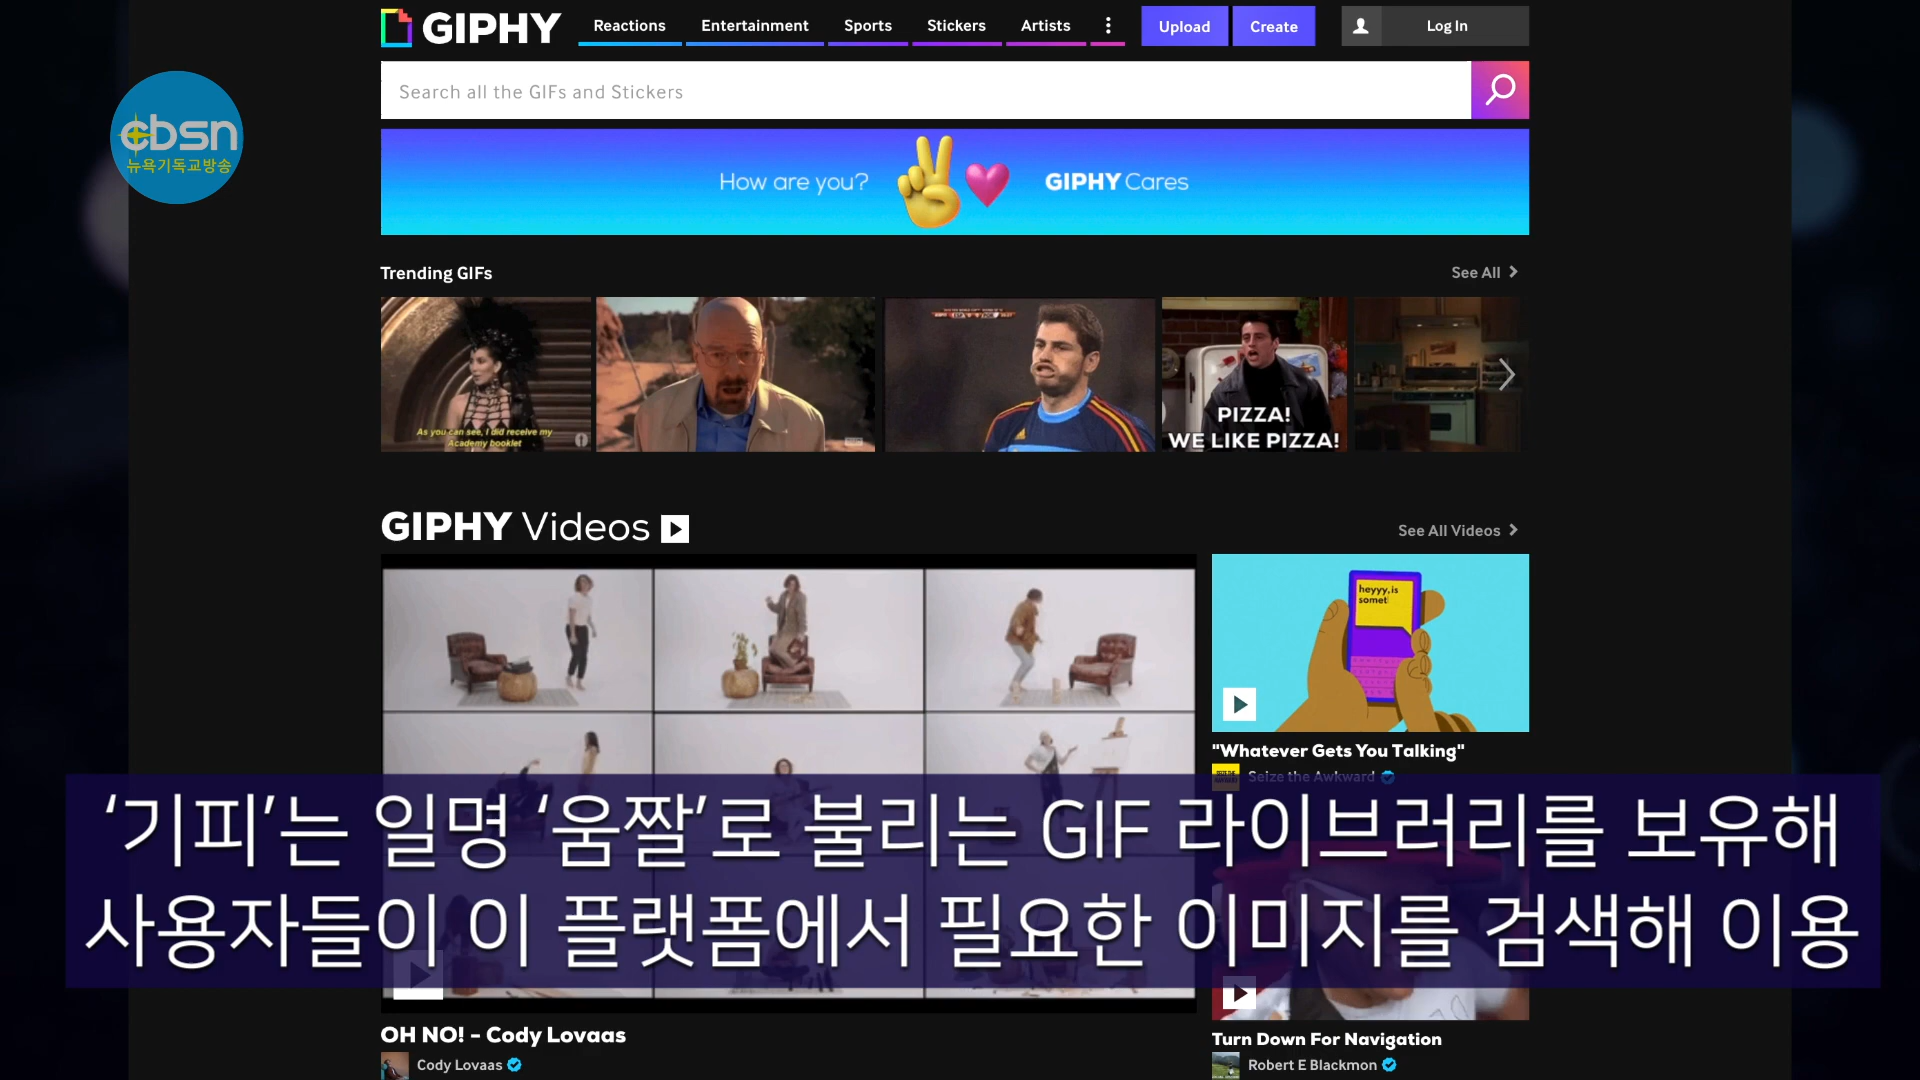 GIPHY
Reactions
Entertainment
Sports
Stickers
Artists
Upload
Create
Log In
Search all the GIFs and Stickers
cbsn
뉴욕기독교방송
How are you?
GIPHY Cares
Trending GIFs
See All
As you can see, I did receive my
Academy booklet
PIZZA!
WE LIKE PIZZA!
GIPHY Videos
See All Videos
heyyy, is
somet
"Whatever Gets You Talking"
Seize the Awkward
‘기피’는 일명 ‘움짤’로 불리는 GIF 라이브러리를 보유해
사용자들이 이 플랫폼에서 필요한 이미지를 검색해 이용
OH NO! - Cody Lovaas
Cody Lovaas
Turn Down For Navigation
Robert E Blackmon